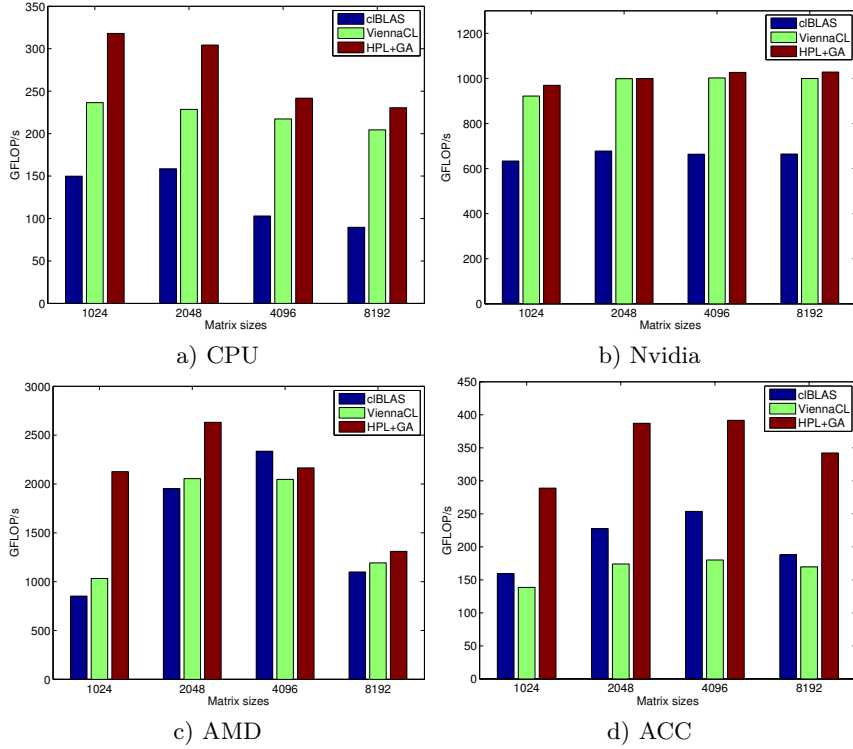 350
300
250
200
150
100
50
0
GFLOP/s
clBLAS
ViennaCL
HPL+GA
1024 2048 4096 8192
Matrix sizes
a) CPU
1200
1000
800
600
400
200
0
GFLOP/s
clBLAS
ViennaCL
HPL+GA
1024 2048 4096 8192
Matrix sizes
b) Nvidia
3000
2500
2000
1500
1000
500
0
GFLOP/s
clBLAS
ViennaCL
HPL+GA
1024 2048 4096 8192
Matrix sizes
c) AMD
450
400
350
300
250
200
150
100
50
0
GFLOP/s
clBLAS
ViennaCL
HPL+GA
1024 2048 4096 8192
Matrix sizes
d) ACC